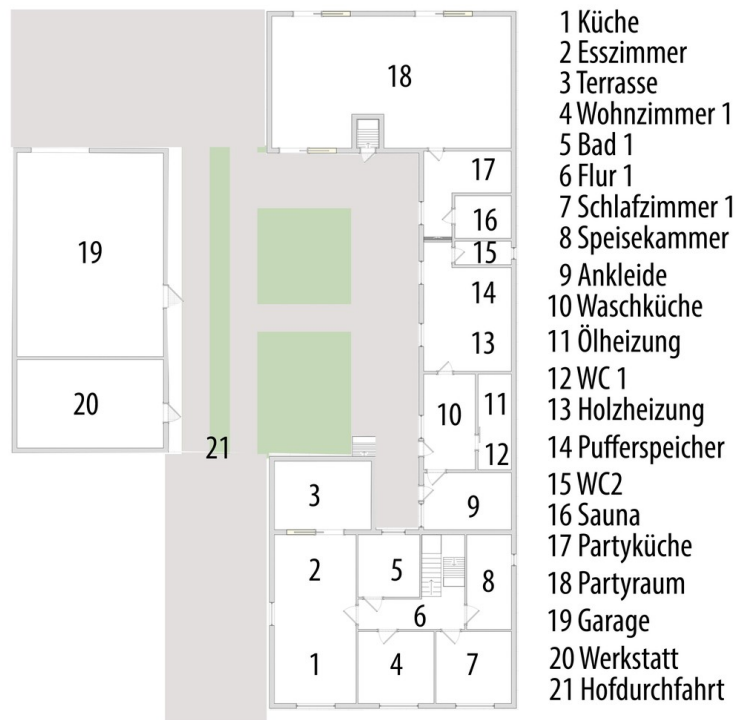 18
17
16
15
14
13
19
20
21
10
11
12
9
3
2
5
8
6
1
4
7
1 Küche
2 Esszimmer
3 Terrasse
4 Wohnzimmer 1
5 Bad 1
6 Flur 1
7 Schlafzimmer 1
8 Speisekammer
9 Ankleide
10 Waschküche
11 Ölheizung
12 WC 1
13 Holzheizung
14 Pufferspeicher
15 WC2
16 Sauna
17 Partyküche
18 Partyraum
19 Garage
20 Werkstatt
21 Hofdurchfahrt